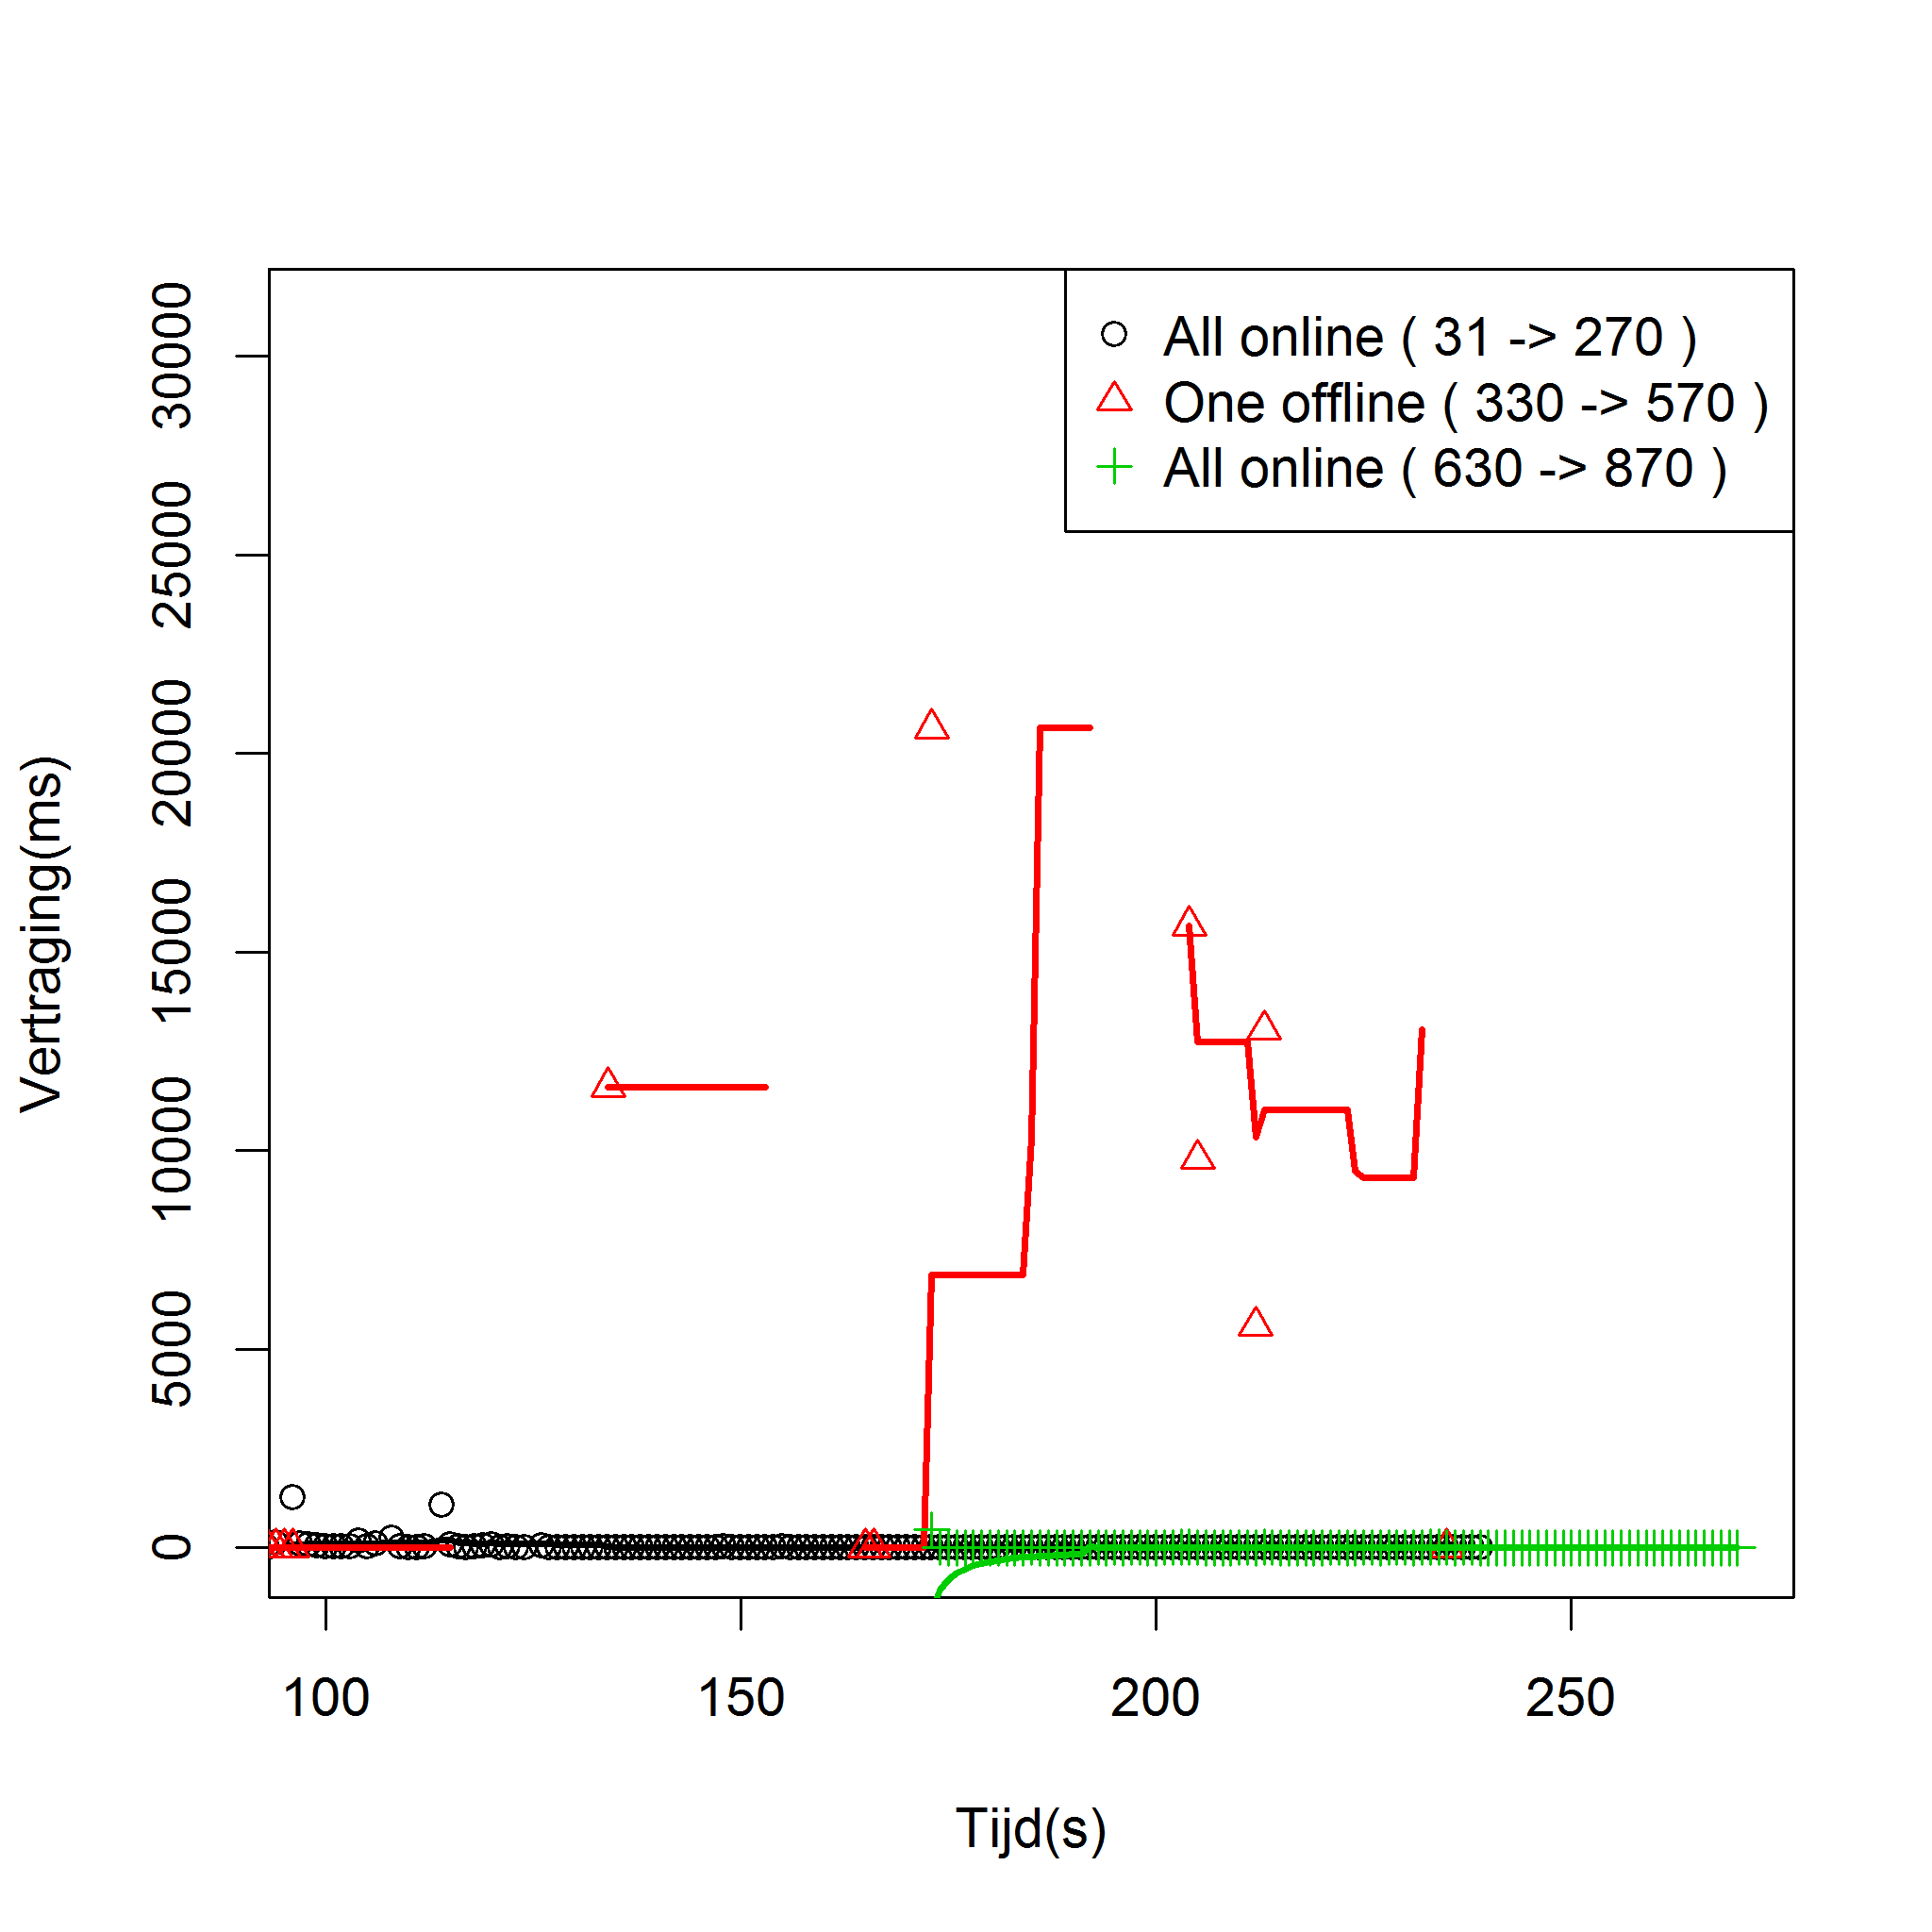 All online ( 31 -> 270 )
One offline ( 330 -> 570 )
All online ( 630 -> 870 )
Vertraging(ms)
30000
25000
20000
15000
10000
5000
0
100 150 200 250
Tijd(s)